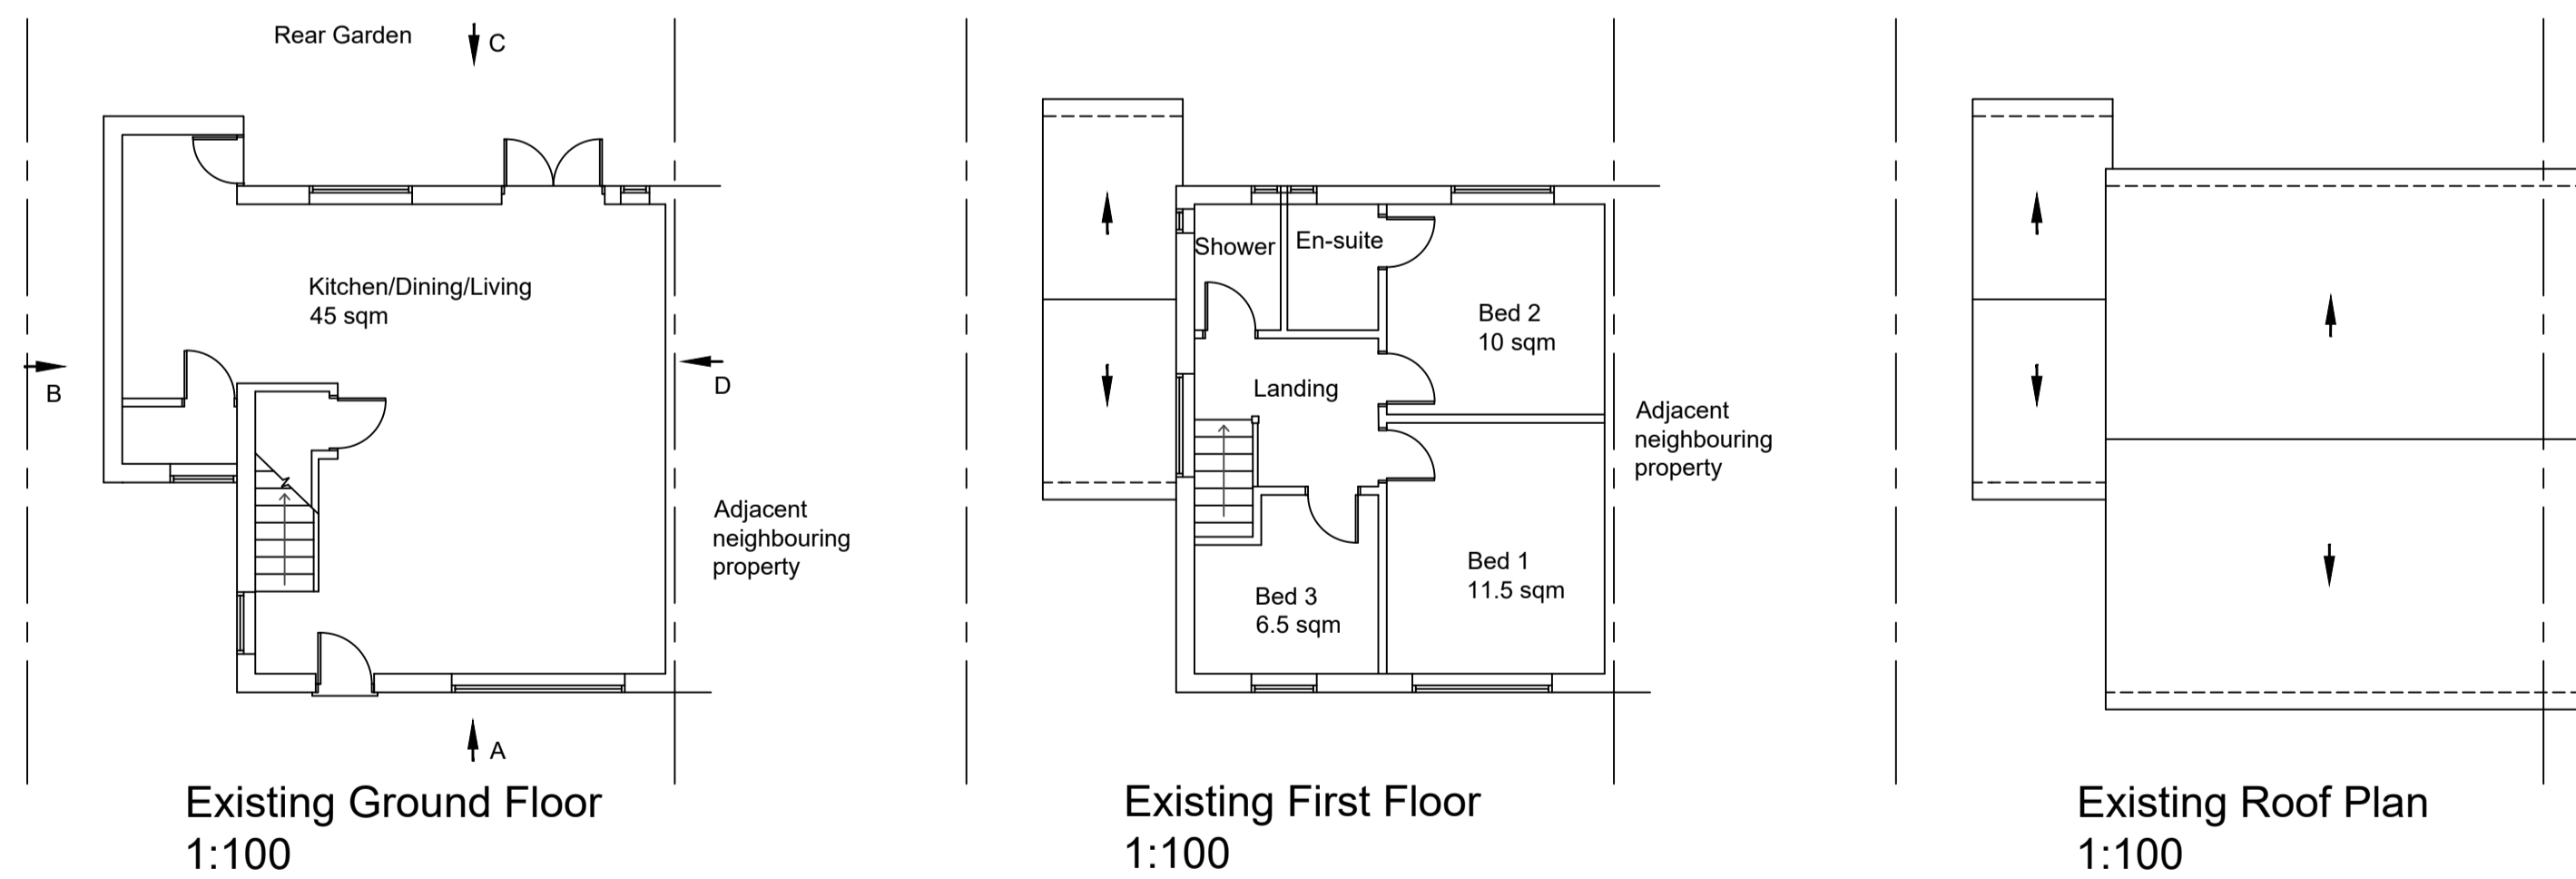 Rear Garden
C
Kitchen/Dining/Living
45 sqm
B
D
Adjacent
neighbouring
property
A
Existing Ground Floor
1:100
Shower
En-suite
Bed 2
10 sqm
Landing
Adjacent
neighbouring
property
Bed 1
11.5 sqm
Bed 3
6.5 sqm
Existing First Floor
1:100
Existing Roof Plan
1:100